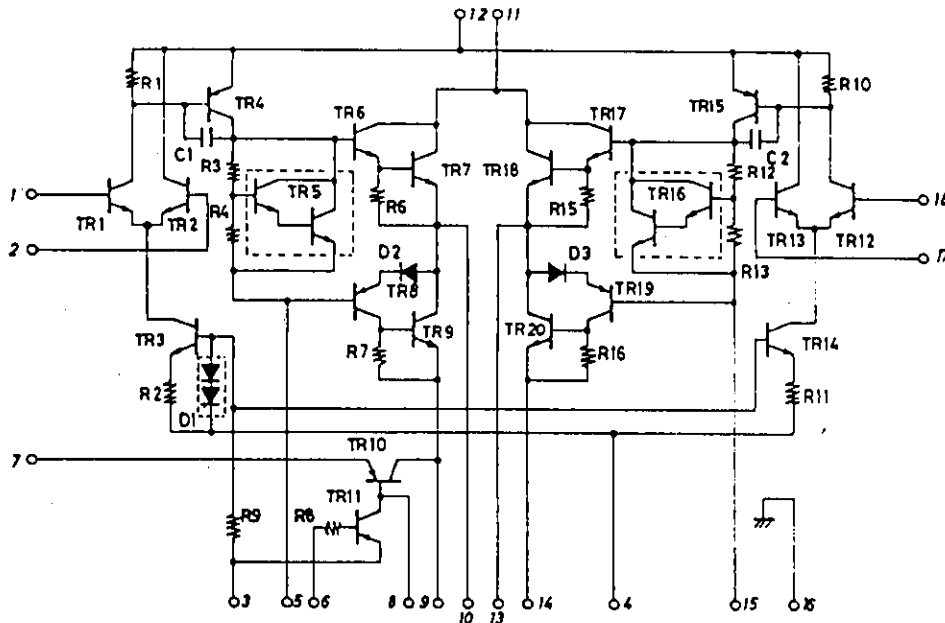 12 11
R1 R10
TR4 TR6 TR17 TR15
C1 C2
R3 TR7 TR18 R12
1 TR5 TR16 16
R4 R6 R15
TR1 TR2 TR13 TR12
2 17
D2 D3 R13
TR8 TR19
TR3 TR9 TR20 TR14
R7 R16
R2 R11
D1
7 TR10
TR11
R9 R8
3 5 6 8 9 10 13 14 4 15 16